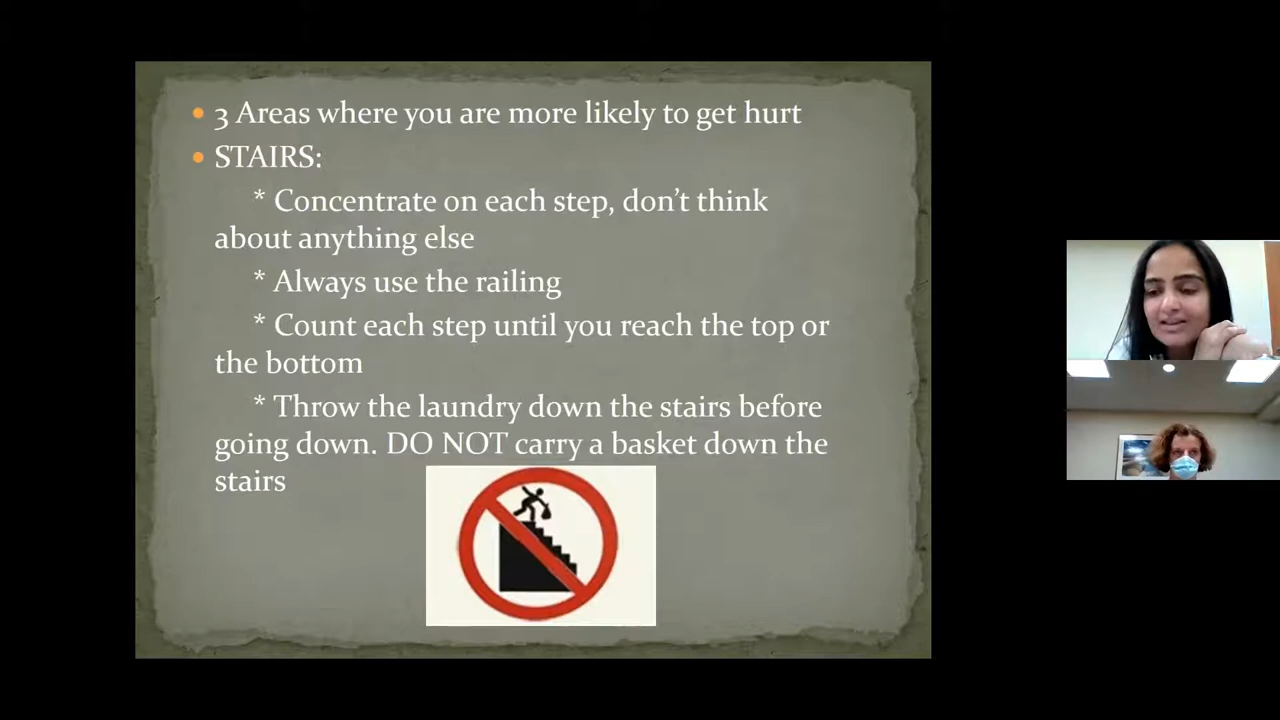 • 3 Areas where you are more likely to get hurt
• STAIRS:
* Concentrate on each step, don’t think
about anything else
* Always use the railing
* Count each step until you reach the top or
the bottom
* Throw the laundry down the stairs before
going down. DO NOT carry a basket down the
stairs